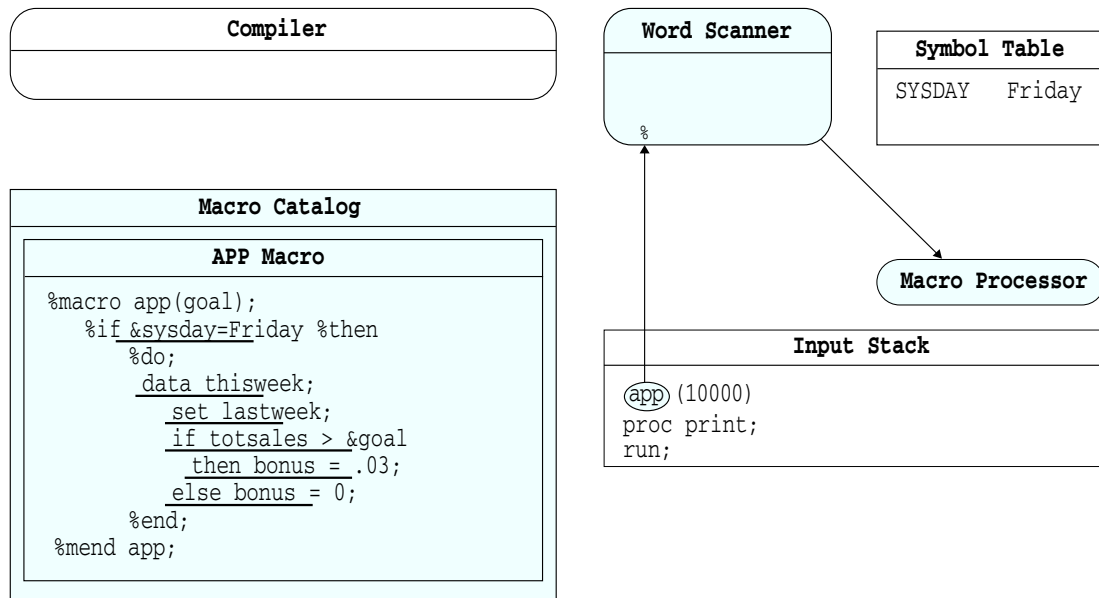 Compiler
Word Scanner
%
Symbol Table
SYSDAY Friday
Macro Catalog
APP Macro
%macro app(goal);
%if &sysday=Friday %then
%do;
data thisweek;
set lastweek;
if totsales > &goal
then bonus = .03;
else bonus = 0;
%end;
%mend app;
Macro Processor
Input Stack
app (10000)
proc print;
run;